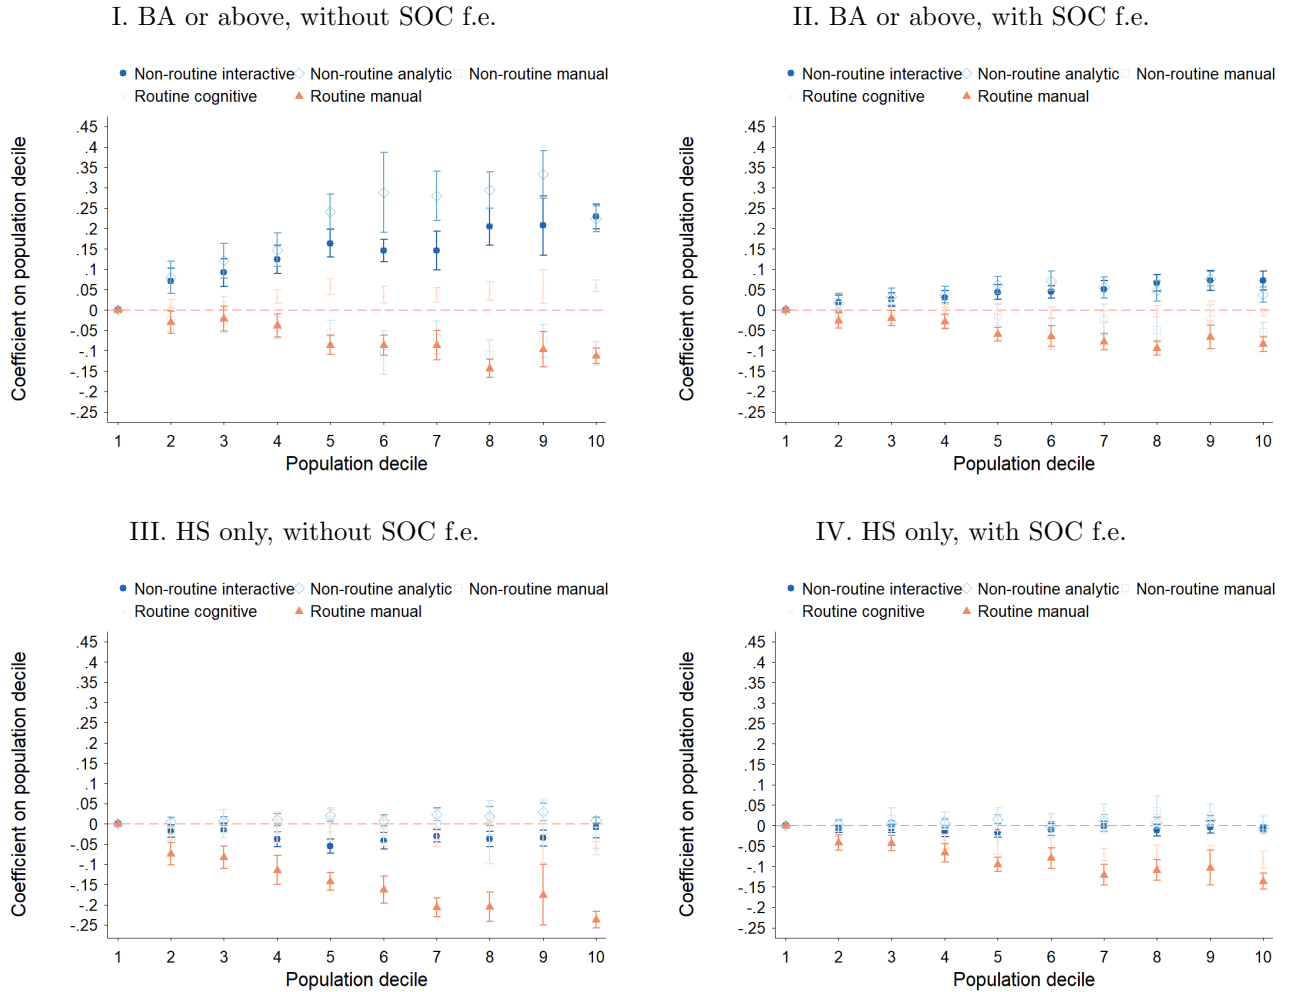 I. BA or above, without SOC f.e.
Non-routine interactive Non-routine analytic Non-routine manual
Routine cognitive Routine manual
Coefficient on population decile
.45
.4
.35
.3
.25
.2
.15
.1
.05
0
-.05
-.1
-.15
-.2
-.25
1 2 3 4 5 6 7 8 9 10
Population decile
II. BA or above, with SOC f.e.
Non-routine interactive Non-routine analytic Non-routine manual
Routine cognitive Routine manual
Coefficient on population decile
.45
.4
.35
.3
.25
.2
.15
.1
.05
0
-.05
-.1
-.15
-.2
-.25
1 2 3 4 5 6 7 8 9 10
Population decile
III. HS only, without SOC f.e.
Non-routine interactive Non-routine analytic Non-routine manual
Routine cognitive Routine manual
Coefficient on population decile
.45
.4
.35
.3
.25
.2
.15
.1
.05
0
-.05
-.1
-.15
-.2
-.25
1 2 3 4 5 6 7 8 9 10
Population decile
IV. HS only, with SOC f.e.
Non-routine interactive Non-routine analytic Non-routine manual
Routine cognitive Routine manual
Coefficient on population decile
.45
.4
.35
.3
.25
.2
.15
.1
.05
0
-.05
-.1
-.15
-.2
-.25
1 2 3 4 5 6 7 8 9 10
Population decile